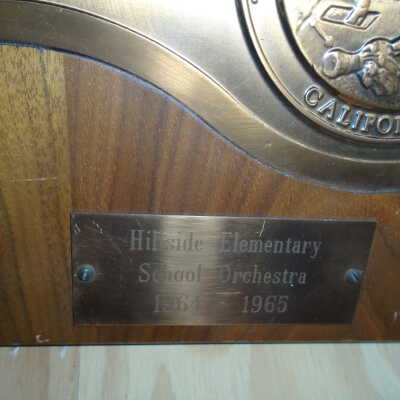 CALIFO
Hillside Elementary
School Orchestra
1964 1965